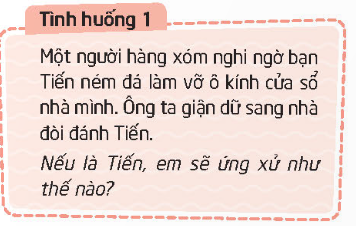 Tình huống 1
Một người hàng xóm nghi ngờ bạn
Tiến ném đá làm vỡ ô kính cửa sổ
nhà mình. Ông ta giận dữ sang nhà
đòi đánh Tiến.
Nếu là Tiến, em sẽ ứng xử như
thế nào?